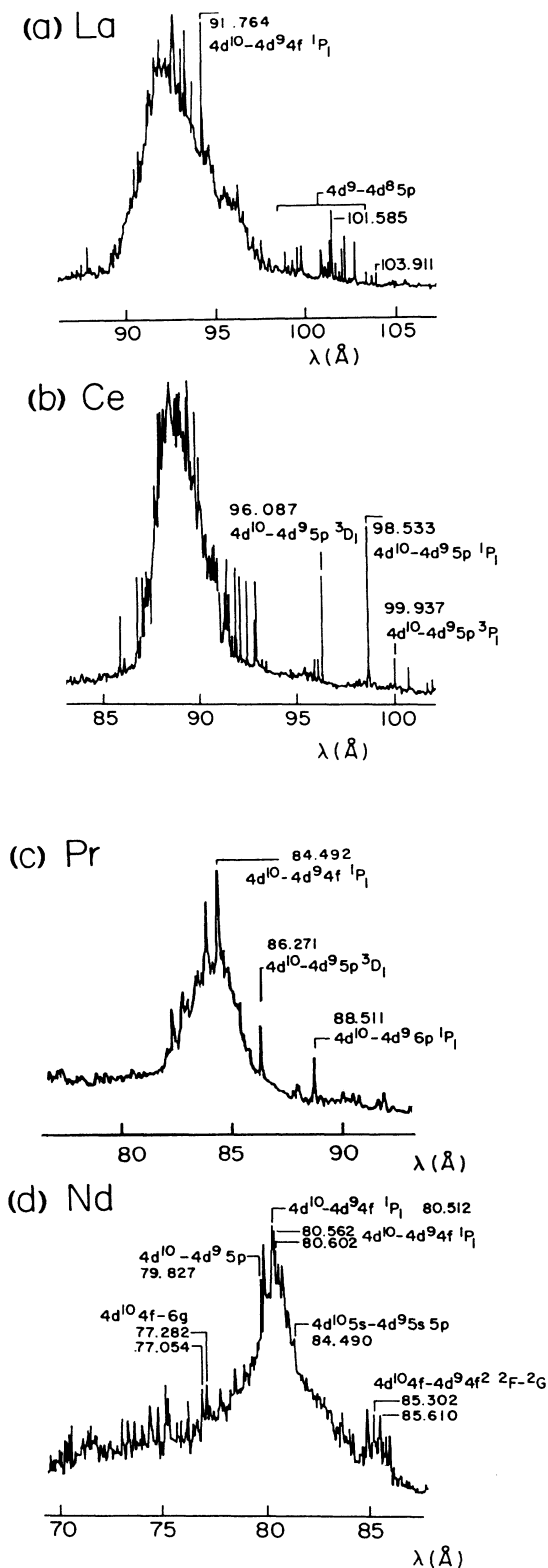 (a) La
91.764
4d¹⁰-4d⁹4f ¹P₁
4d⁹-4d⁸5p
101.585
103.911
90 95 100 105
λ(Å)
(b) Ce
96.087
4d¹⁰-4d⁹5p ³D₁
98.533
4d¹⁰-4d⁹5p ¹P₁
99.937
4d¹⁰-4d⁹5p ³P₁
85 90 95 100
λ(Å)
(c) Pr
84.492
4d¹⁰-4d⁹4f ¹P₁
86.271
4d¹⁰-4d⁹5p ³D₁
88.511
4d¹⁰-4d⁹6p ¹P₁
80 85 90
λ(Å)
(d) Nd
4d¹⁰-4d⁹4f ¹P₁ 80.512
80.562
80.602 4d¹⁰-4d⁹4f ¹P₁
4d¹⁰-4d⁹5p
79.827
4d¹⁰4f-6g
77.282
77.054
4d¹⁰5s-4d⁹5s5p
84.490
4d¹⁰4f-4d⁹4f² ²F-²G
85.302
85.610
70 75 80 85
λ(Å)